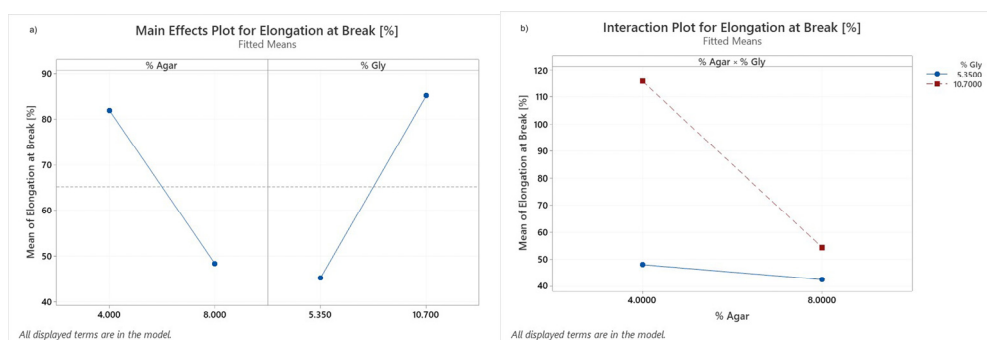 a)
Main Effects Plot for Elongation at Break [%]
Fitted Means
% Agar
% Gly
Mean of Elongation at Break [%]
90
80
70
60
50
40
4.000
8.000
5.350
10.700
All displayed terms are in the model.
b)
Interaction Plot for Elongation at Break [%]
Fitted Means
% Agar * % Gly
Mean of Elongation at Break [%]
120
110
100
90
80
70
60
50
40
4.0000
8.0000
% Agar
% Gly
5.3500
10.7000
All displayed terms are in the model.